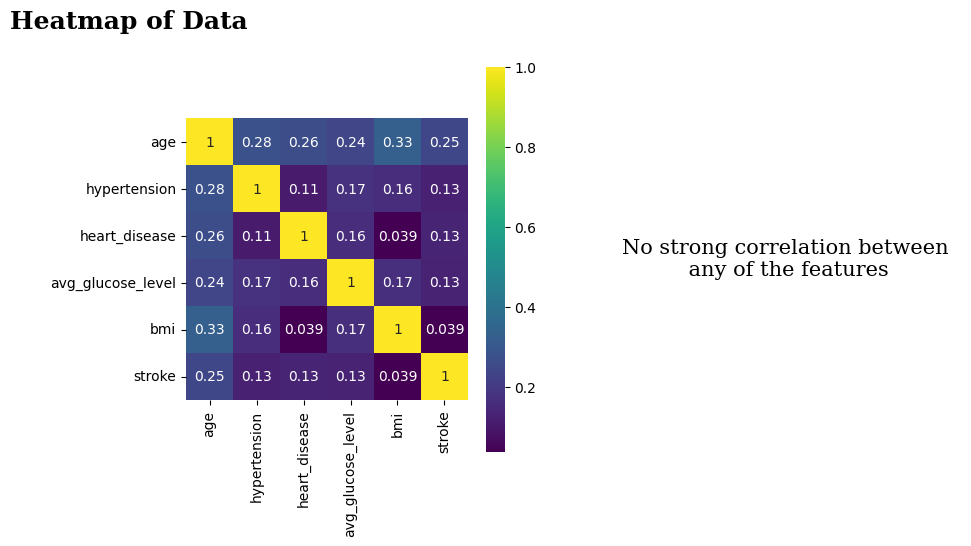 Heatmap of Data
1.0
age 1 0.28 0.26 0.24 0.33 0.25
0.8
hypertension 0.28 1 0.11 0.17 0.16 0.13
heart_disease 0.26 0.11 1 0.16 0.039 0.13
0.6
No strong correlation between
any of the features
avg_glucose_level 0.24 0.17 0.16 1 0.17 0.13
0.4
bmi 0.33 0.16 0.039 0.17 1 0.039
stroke 0.25 0.13 0.13 0.13 0.039 1
0.2
age
hypertension
heart_disease
avg_glucose_level
bmi
stroke